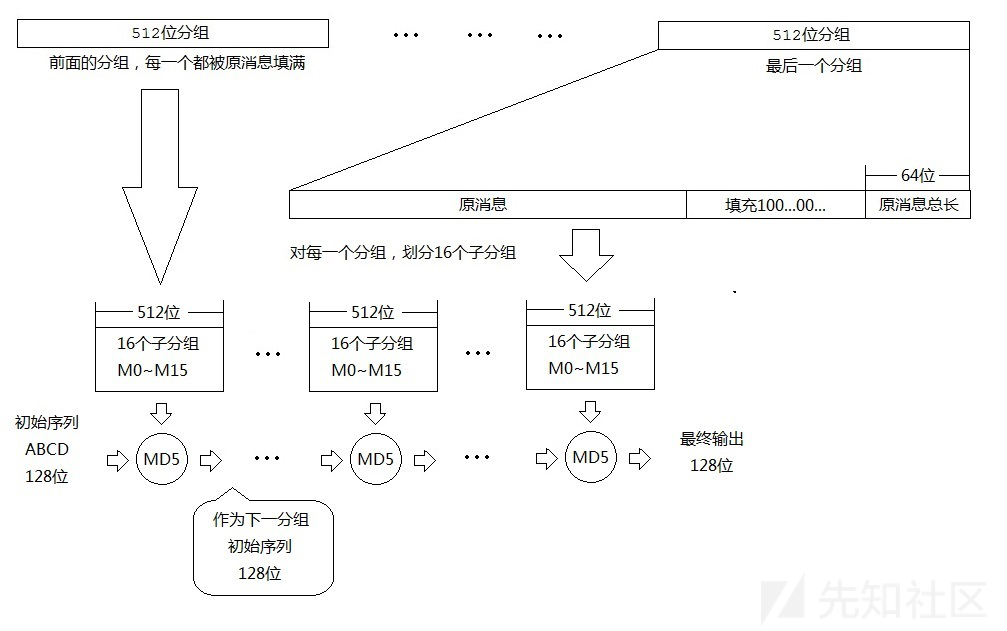 512位分组
... ... ...
512位分组
前面的分组，每一个都被原消息填满
最后一个分组
64位
原消息
填充100...00...
原消息总长
对每一个分组，划分16个子分组
512位
512位
512位
16个子分组
M0~M15
...
16个子分组
M0~M15
...
16个子分组
M0~M15
初始序列
ABCD
128位
MD5
...
MD5
...
MD5
最终输出
128位
作为下一分组
初始序列
128位
先知社区